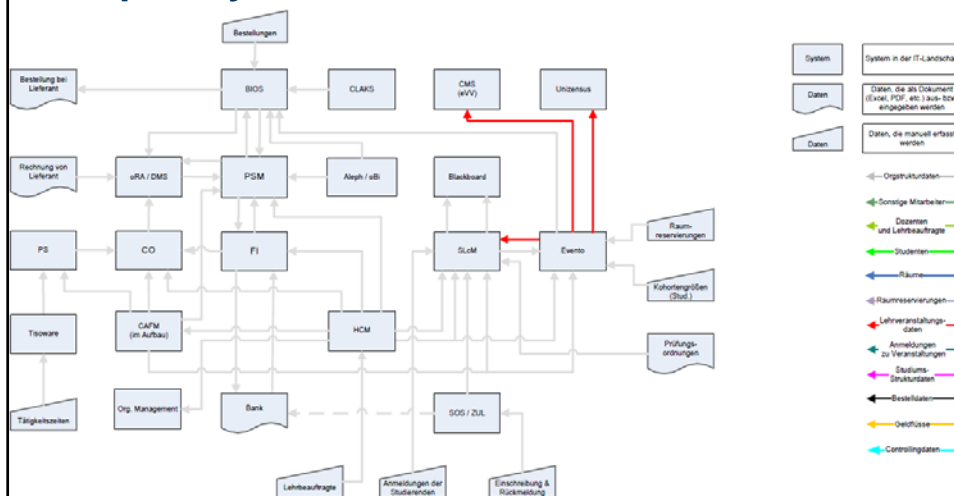 Bestellungen
Bestellung bei
Lieferant
BIOS
CLAKS
CMS
(eVV)
Unizensus
System
System in der IT-Landscha
Daten
Daten, die als Dokument
(Excel, PDF, etc.) aus- bzw
eingegeben werden
Daten
Daten, die manuell erfasst
werden
Rechnung von
Lieferant
eRA / DMS
PSM
Aleph / eBi
Blackboard
Orgstrukturdaten
Sonstige Mitarbeiter
Dozenten
und Lehrbeauftragte
Studenten
Räume
Raumreservierungen
Lehrveranstaltungs-
daten
Anmeldungen
zu Veranstaltungen
Studiums-
Strukturdaten
Bestelldaten
Geldflüsse
Controllingdaten
PS
CO
FI
SLcM
Evento
Raum-
reservierungen
Kohortengrößen
(Stud.)
Tisoware
CAFM
(im Aufbau)
HCM
Prüfungs-
ordnungen
Tätigkeitszeiten
Org. Management
Bank
SOS / ZUL
Lehrbeauftragte
Anmeldungen der
Studierenden
Einschreibung &
Rückmeldung